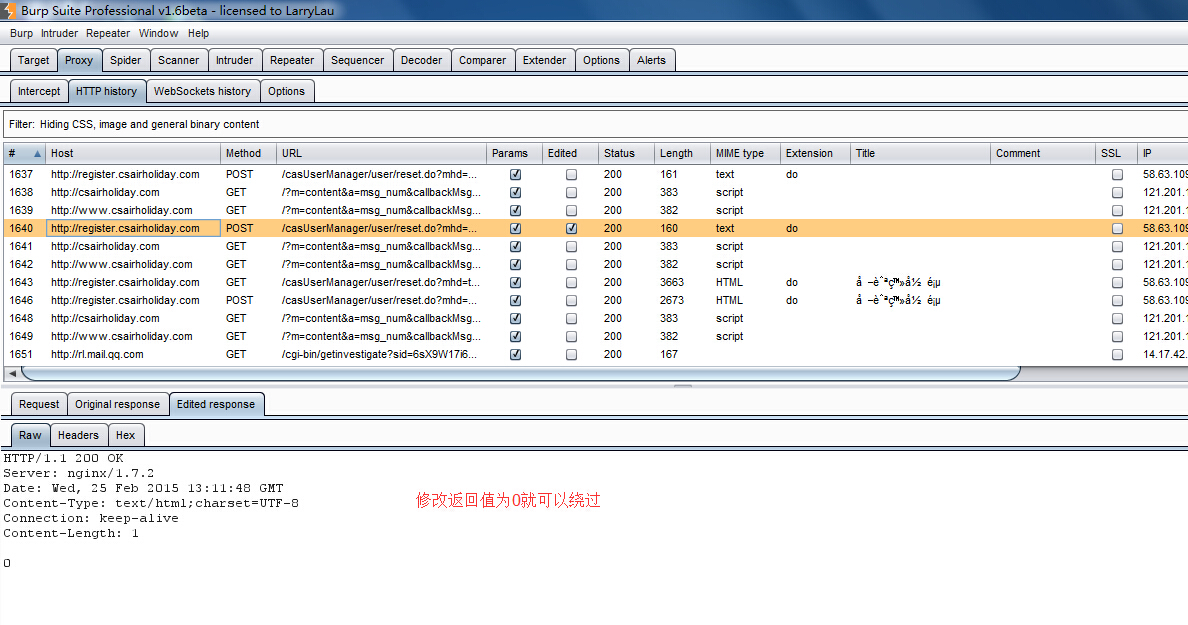 Burp Suite Professional v1.6beta - licensed to LarryLau
Burp Intruder Repeater Window Help
Target Proxy Spider Scanner Intruder Repeater Sequencer Decoder Comparer Extender Options Alerts
Intercept HTTP history WebSockets history Options
Filter: Hiding CSS, image and general binary content
# Host Method URL Params Edited Status Length MIME type Extension Title Comment SSL IP
1637 http://register.csairholiday.com POST /casUserManager/user/reset.do?mhd=... 200 161 text do 58.63.109
1638 http://csairholiday.com GET /?m=content&a=msg_num&callbackMsg... 200 383 script 121.201.1
1639 http://www.csairholiday.com GET /?m=content&a=msg_num&callbackMsg... 200 382 script 121.201.1
1640 http://register.csairholiday.com POST /casUserManager/user/reset.do?mhd=... 200 160 text do 58.63.109
1641 http://csairholiday.com GET /?m=content&a=msg_num&callbackMsg... 200 383 script 121.201.1
1642 http://www.csairholiday.com GET /?m=content&a=msg_num&callbackMsg... 200 382 script 121.201.1
1643 http://register.csairholiday.com GET /casUserManager/user/reset.do?mhd=t... 200 3663 HTML do 58.63.109
1646 http://register.csairholiday.com POST /casUserManager/user/reset.do?mhd=... 200 2673 HTML do 58.63.109
1648 http://csairholiday.com GET /?m=content&a=msg_num&callbackMsg... 200 383 script 121.201.1
1649 http://www.csairholiday.com GET /?m=content&a=msg_num&callbackMsg... 200 382 script 121.201.1
1651 http://rl.mail.qq.com GET /cgi-bin/getinvestigate?sid=6sX9W17i6... 200 167 14.17.42.
Request Original response Edited response
Raw Headers Hex
HTTP/1.1 200 OK
Server: nginx/1.7.2
Date: Wed, 25 Feb 2015 13:11:48 GMT
Content-Type: text/html;charset=UTF-8
修改返回值为0就可以绕过
Connection: keep-alive
Content-Length: 1
0